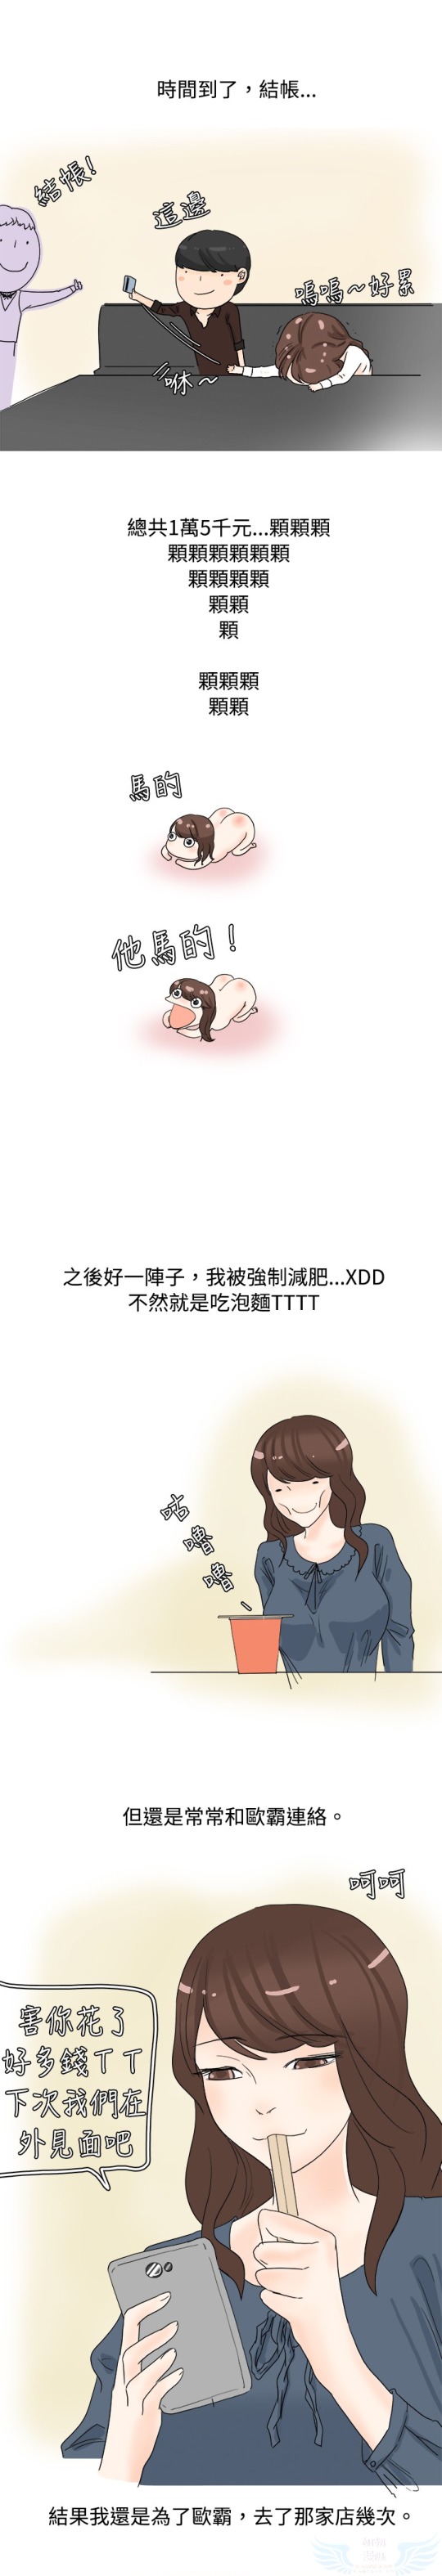 時間到了，結帳...
結帳！
這邊
嗚嗚～好累
咻～
總共1萬5千元...顆顆顆
顆顆顆顆顆顆
顆顆顆顆
顆顆
顆
顆顆顆
顆顆
馬的
他馬的！
之後好一陣子，我被強制減肥...XDD
不然就是吃泡麵TTTT
咕
嚕
嚕
但還是常常和歐霸連絡。
呵呵
害你花了
好多錢TT
下次我們在
外見面吧
結果我還是為了歐霸，去了那家店幾次。